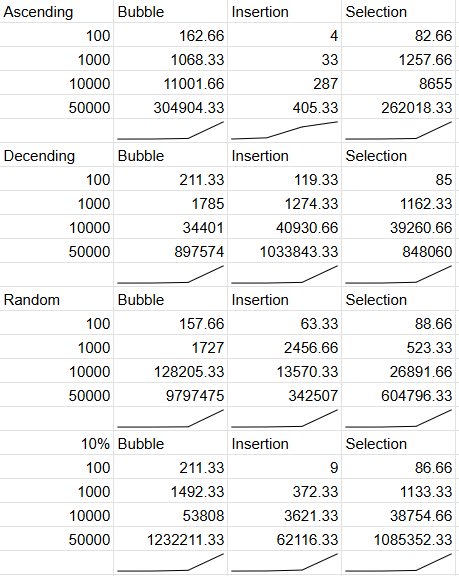 Ascending Bubble Insertion Selection
100 162.66 4 82.66
1000 1068.33 33 1257.66
10000 11001.66 287 8655
50000 304904.33 405.33 262018.33
Decending Bubble Insertion Selection
100 211.33 119.33 85
1000 1785 1274.33 1162.33
10000 34401 40930.66 39260.66
50000 897574 1033843.33 848060
Random Bubble Insertion Selection
100 157.66 63.33 88.66
1000 1727 2456.66 523.33
10000 128205.33 13570.33 26891.66
50000 9797475 342507 604796.33
10% Bubble Insertion Selection
100 211.33 9 86.66
1000 1492.33 372.33 1133.33
10000 53808 3621.33 38754.66
50000 1232211.33 62116.33 1085352.33